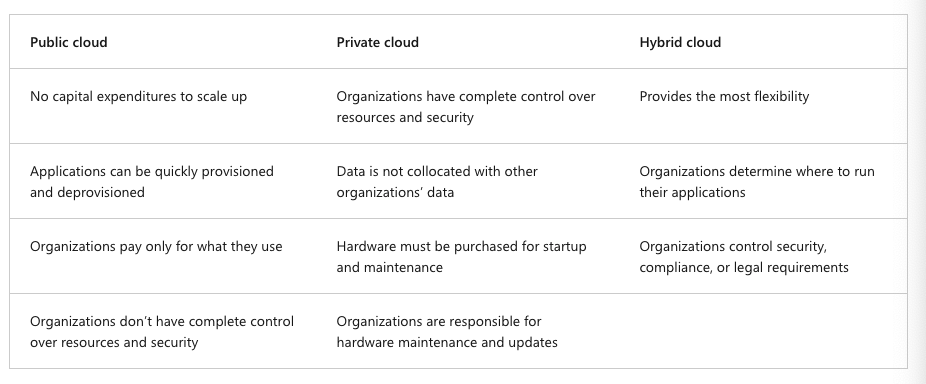 Public cloud
Private cloud
Hybrid cloud
No capital expenditures to scale up
Organizations have complete control over
resources and security
Provides the most flexibility
Applications can be quickly provisioned
and deprovisioned
Data is not collocated with other
organizations’ data
Organizations determine where to run
their applications
Organizations pay only for what they use
Hardware must be purchased for startup
and maintenance
Organizations control security,
compliance, or legal requirements
Organizations don’t have complete control
over resources and security
Organizations are responsible for
hardware maintenance and updates